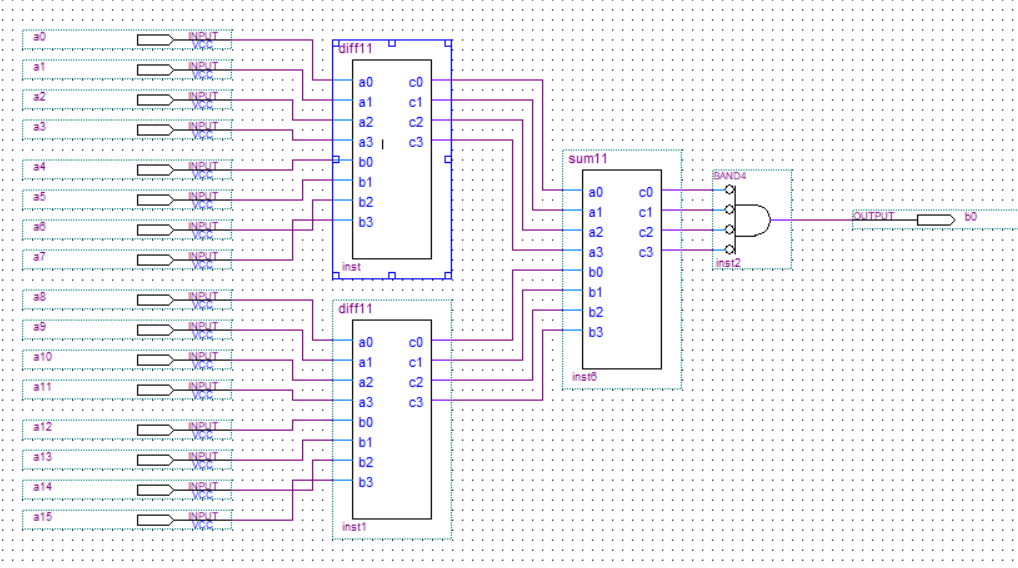 a0 INPUT VCC
a1 INPUT VCC
a2 INPUT VCC
a3 INPUT VCC
a4 INPUT VCC
a5 INPUT VCC
a6 INPUT VCC
a7 INPUT VCC
a8 INPUT VCC
a9 INPUT VCC
a10 INPUT VCC
a11 INPUT VCC
a12 INPUT VCC
a13 INPUT VCC
a14 INPUT VCC
a15 INPUT VCC
diff11
a0 c0
a1 c1
a2 c2
a3 c3
b0
b1
b2
b3
inst
diff11
a0 c0
a1 c1
a2 c2
a3 c3
b0
b1
b2
b3
inst1
sum11
a0 c0
a1 c1
a2 c2
a3 c3
b0
b1
b2
b3
inst6
BAND4
inst2
OUTPUT b0